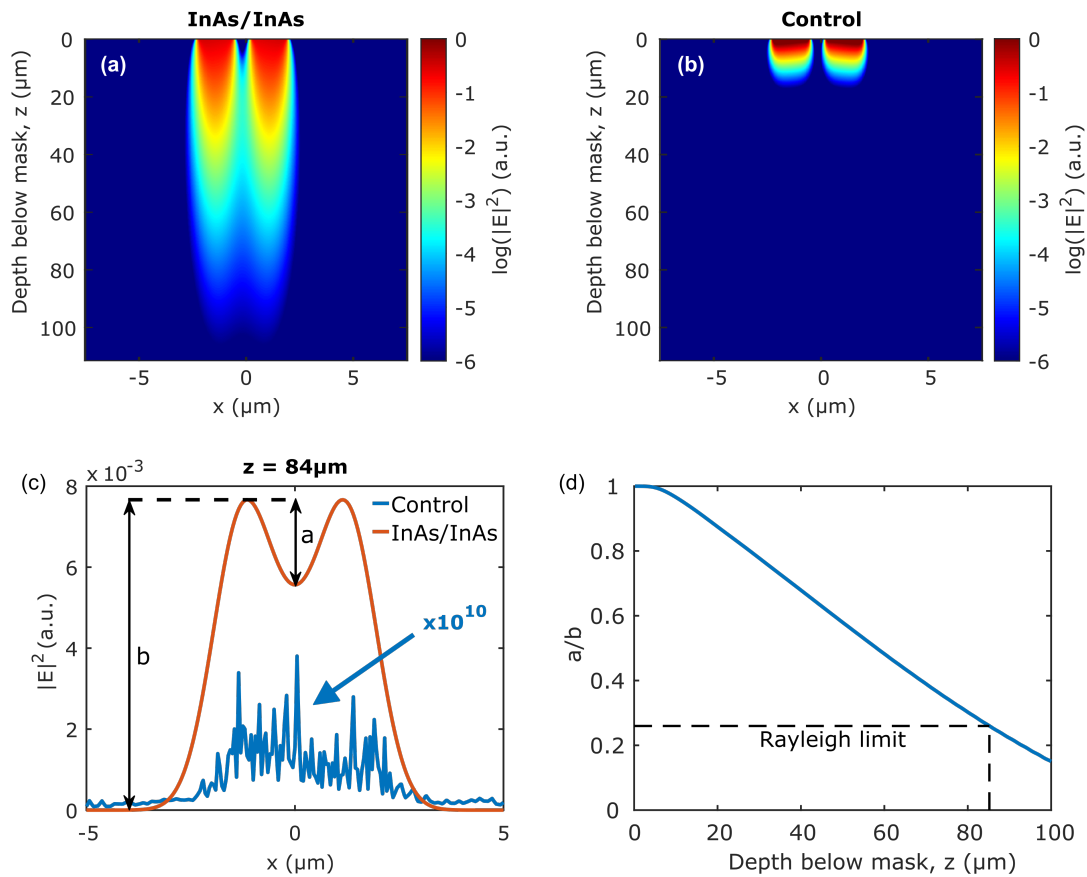 InAs/InAs
(a)
Depth below mask, z (µm)
0
20
40
60
80
100
-5
0
5
x (µm)
0
-1
-2
-3
-4
-5
-6
log(|E|²) (a.u.)
Control
(b)
Depth below mask, z (µm)
0
20
40
60
80
100
-5
0
5
x (µm)
0
-1
-2
-3
-4
-5
-6
log(|E|²) (a.u.)
(c)
x 10⁻³
z = 84µm
8
6
4
2
0
|E|² (a.u.)
Control
InAs/InAs
a
b
x10¹⁰
-5
0
5
x (µm)
(d)
1
0.8
0.6
0.4
0.2
0
a/b
Rayleigh limit
0
20
40
60
80
100
Depth below mask, z (µm)